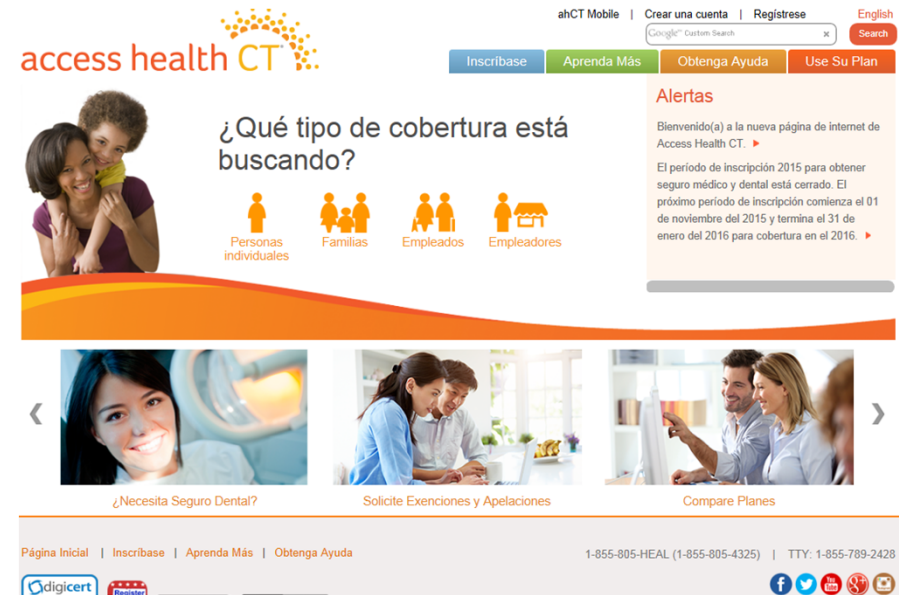 ahCT Mobile | Crear una cuenta | Regístrese English
access health CT
Google™ Custom Search × Search
Inscríbase Aprenda Más Obtenga Ayuda Use Su Plan
¿Qué tipo de cobertura está
buscando?
Personas
individuales
Familias
Empleados
Empleadores
Alertas
Bienvenido(a) a la nueva página de internet de
Access Health CT.
El período de inscripción 2015 para obtener
seguro médico y dental está cerrado. El
próximo período de inscripción comienza el 01
de noviembre del 2015 y termina el 31 de
enero del 2016 para cobertura en el 2016.
¿Necesita Seguro Dental?
Solicite Exenciones y Apelaciones
Compare Planes
Página Inicial | Inscríbase | Aprenda Más | Obtenga Ayuda
1-855-805-HEAL (1-855-805-4325) | TTY: 1-855-789-2428
digicert
Register
You
Tube